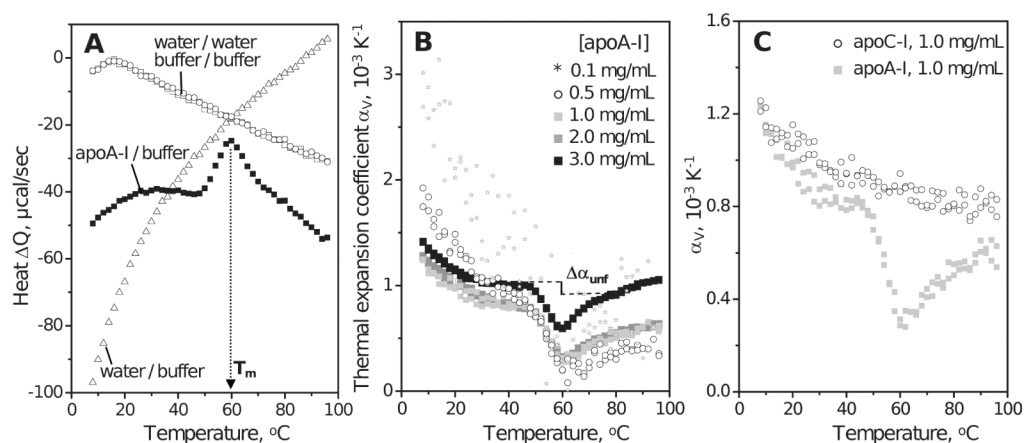 A
water/water
buffer/buffer
apoA-I/buffer
water/buffer
Tm
Heat ΔQ, μcal/sec
0
-20
-40
-60
-80
-100
0 20 40 60 80 100
Temperature, °C
B
[apoA-I]
0.1 mg/mL
0.5 mg/mL
1.0 mg/mL
2.0 mg/mL
3.0 mg/mL
Δαunf
Thermal expansion coefficient αV, 10-3 K-1
3
2
1
0
0 20 40 60 80 100
Temperature, °C
C
apoC-I, 1.0 mg/mL
apoA-I, 1.0 mg/mL
αV, 10-3 K-1
1.6
1.2
0.8
0.4
0.0
0 20 40 60 80 100
Temperature, °C